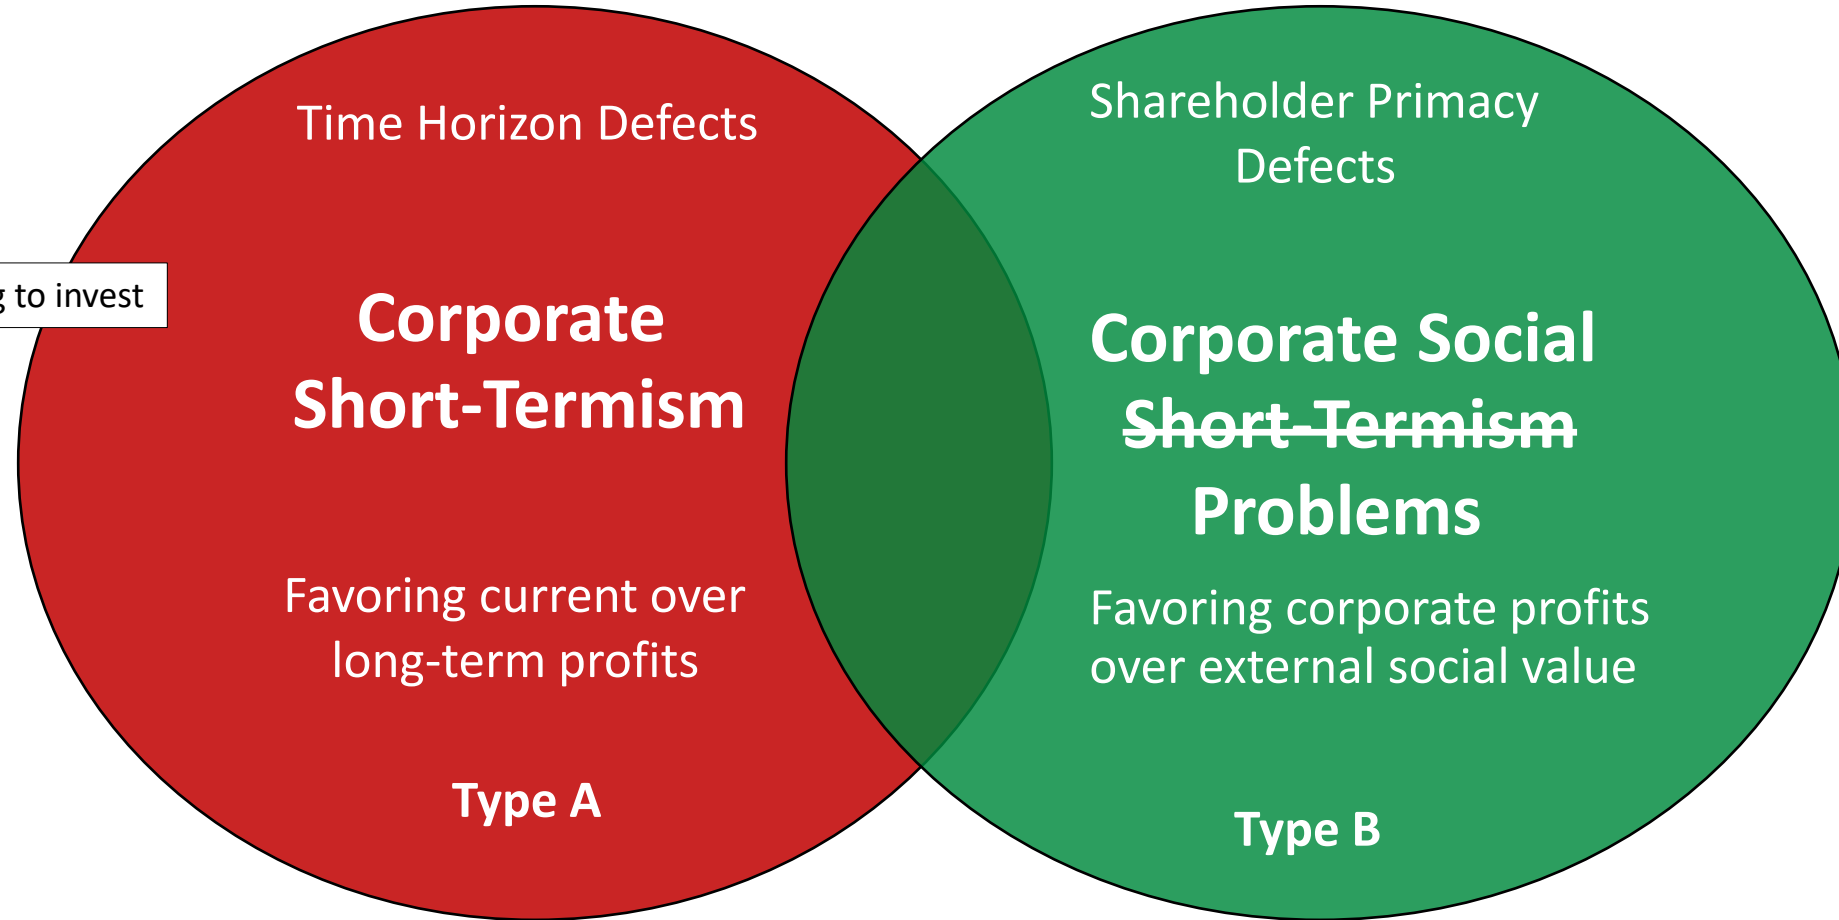 Time Horizon Defects
to invest
Corporate
Short-Termism
Favoring current over
long-term profits
Type A
Shareholder Primacy
Defects
Corporate Social
Short-Termism
Problems
Favoring corporate profits
over external social value
Type B